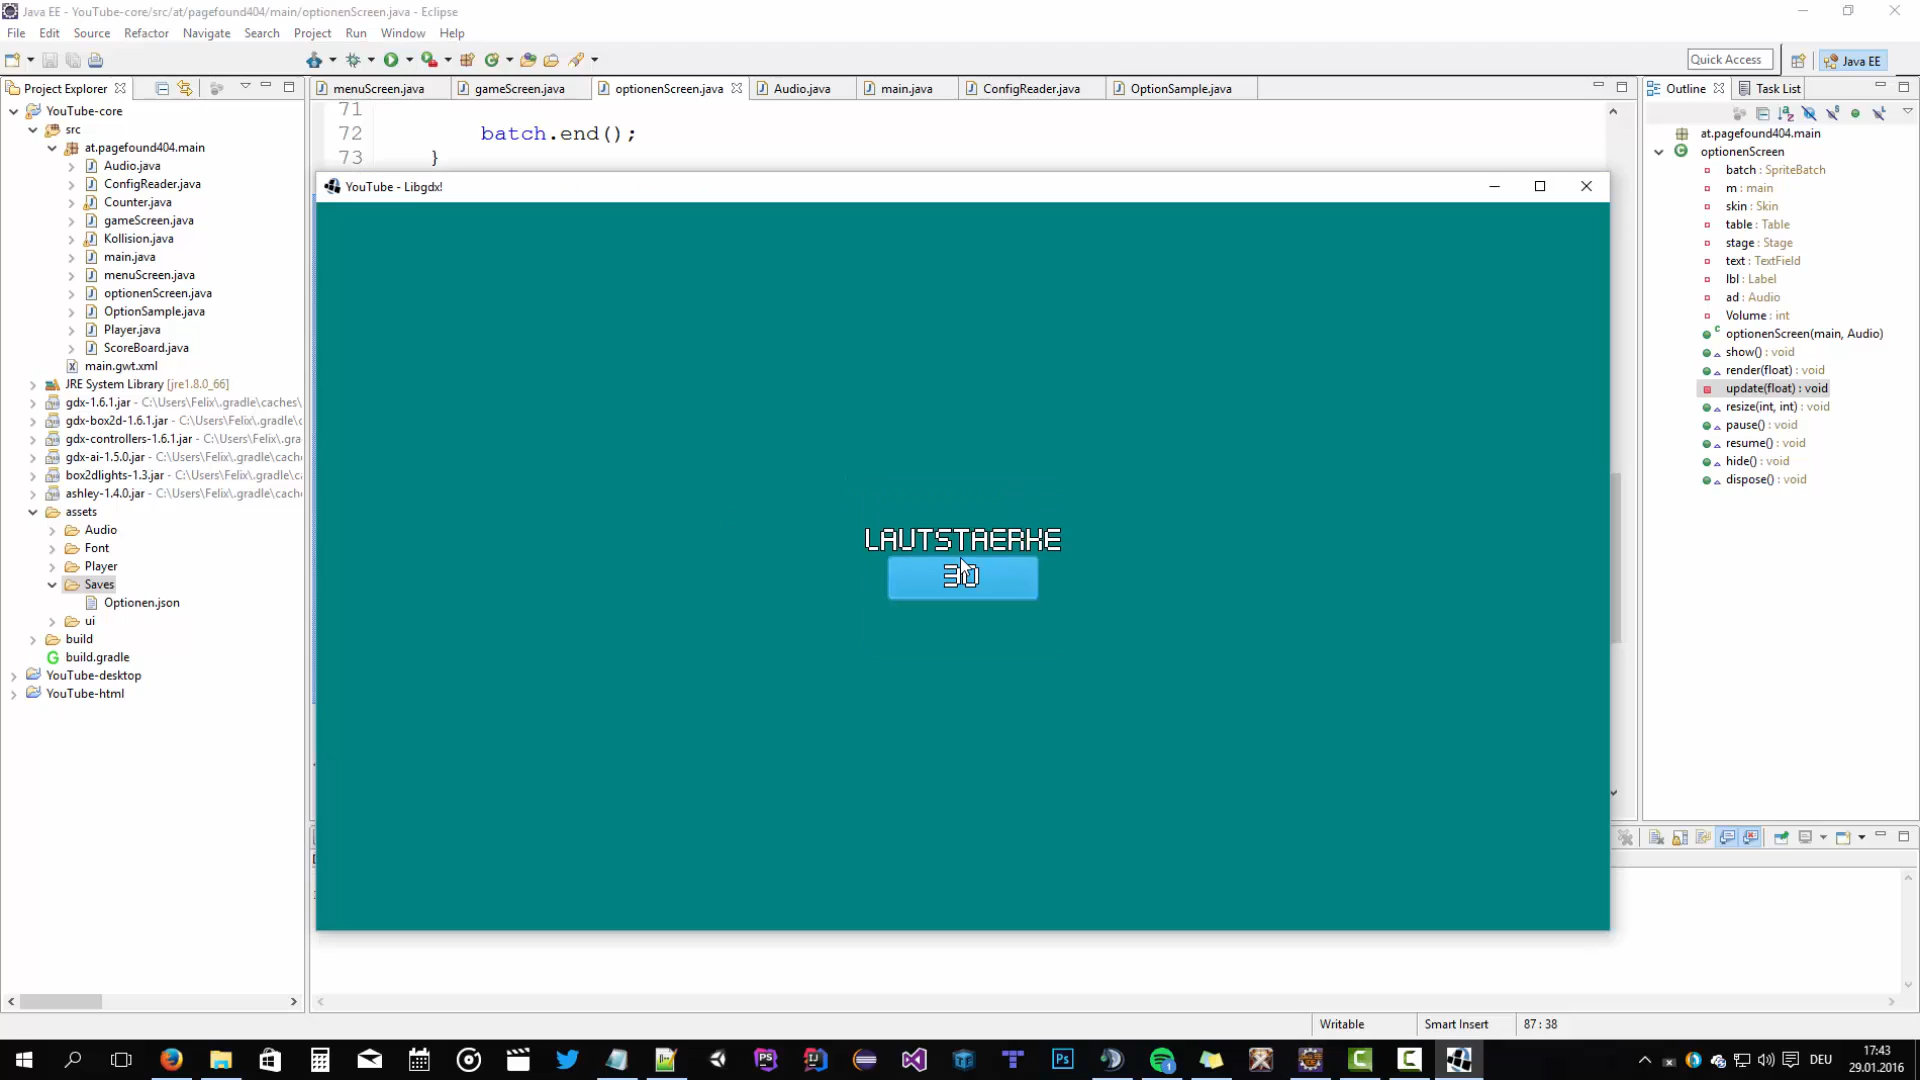 Java EE - YouTube-core/src/at/pagefound404/main/optionenScreen.java - Eclipse
File Edit Source Refactor Navigate Search Project Run Window Help
Quick Access
Java EE
Project Explorer
menuScreen.java
gameScreen.java
optionenScreen.java
Audio.java
main.java
ConfigReader.java
OptionSample.java
Outline
Task List
YouTube-core
src
at.pagefound404.main
Audio.java
ConfigReader.java
Counter.java
gameScreen.java
Kollision.java
main.java
menuScreen.java
optionenScreen.java
OptionSample.java
Player.java
ScoreBoard.java
main.gwt.xml
JRE System Library [jre1.8.0_66]
gdx-1.6.1.jar - C:\Users\Felix\.gradle\caches\
gdx-box2d-1.6.1.jar - C:\Users\Felix\.gradle\
gdx-controllers-1.6.1.jar - C:\Users\Felix\.gra
gdx-ai-1.5.0.jar - C:\Users\Felix\.gradle\cache
box2dlights-1.3.jar - C:\Users\Felix\.gradle\c
ashley-1.4.0.jar - C:\Users\Felix\.gradle\cache
assets
Audio
Font
Player
Saves
Optionen.json
ui
build
build.gradle
YouTube-desktop
YouTube-html
71
72 batch.end();
73 }
YouTube - Libgdx!
LAUTSTAERKE
30
at.pagefound404.main
optionenScreen
batch : SpriteBatch
m : main
skin : Skin
table : Table
stage : Stage
text : TextField
lbl : Label
ad : Audio
Volume : int
optionenScreen(main, Audio)
show() : void
render(float) : void
update(float) : void
resize(int, int) : void
pause() : void
resume() : void
hide() : void
dispose() : void
Writable
Smart Insert
87 : 38
DEU
17:43
29.01.2016